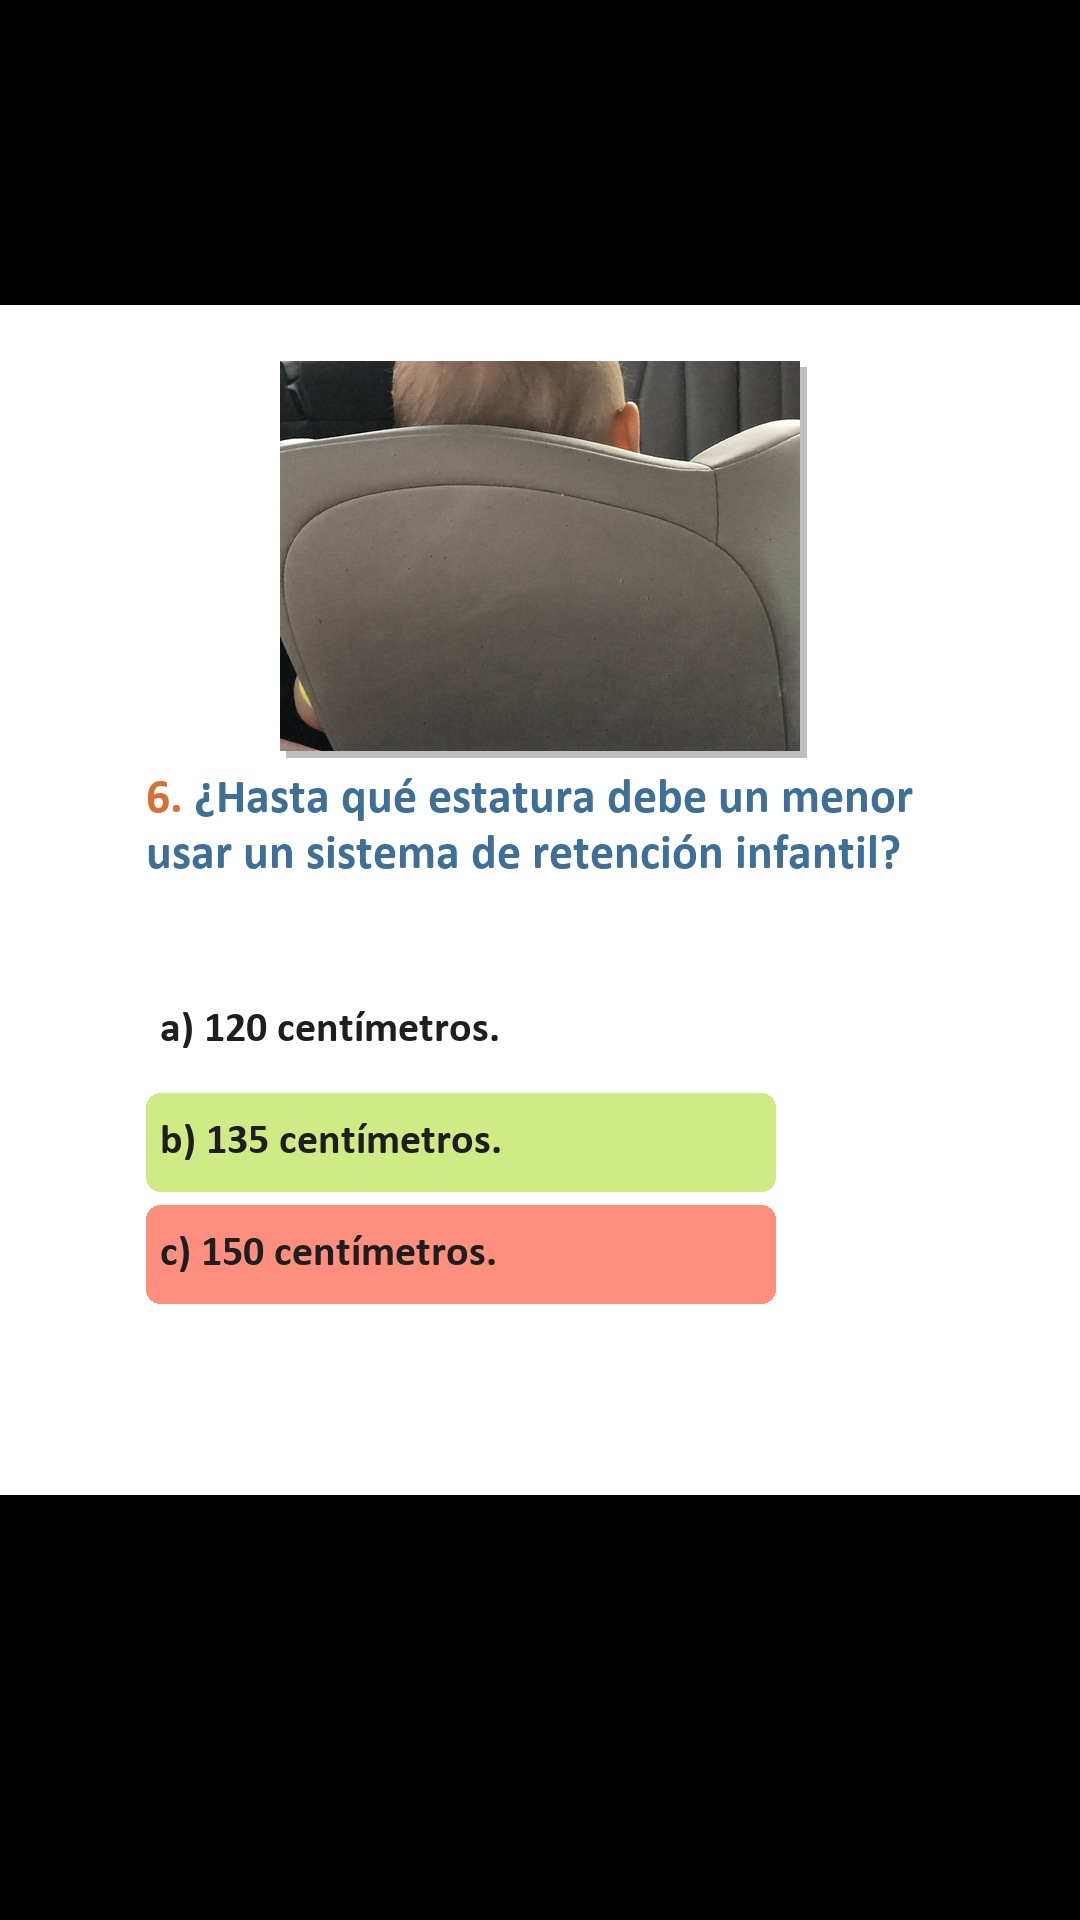 6. ¿Hasta qué estatura debe un menor
usar un sistema de retención infantil?
a) 120 centímetros.
b) 135 centímetros.
c) 150 centímetros.